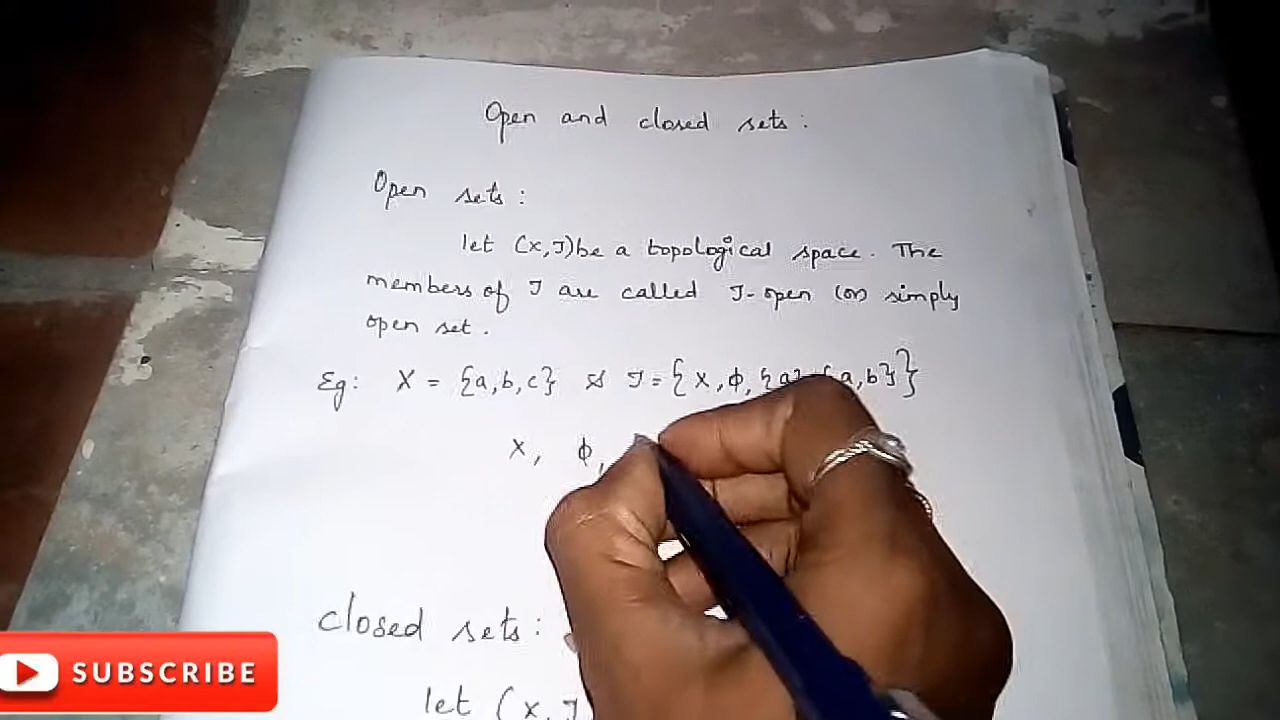 Open and closed sets:
Open sets:
let (X,J) be a topological space. The
members of J are called J-open (or) simply
open set.
Eg: X = {a,b,c} & J = {X, ϕ, {a}, {a,b}}
X, ϕ,
closed sets:
let (X, J
SUBSCRIBE